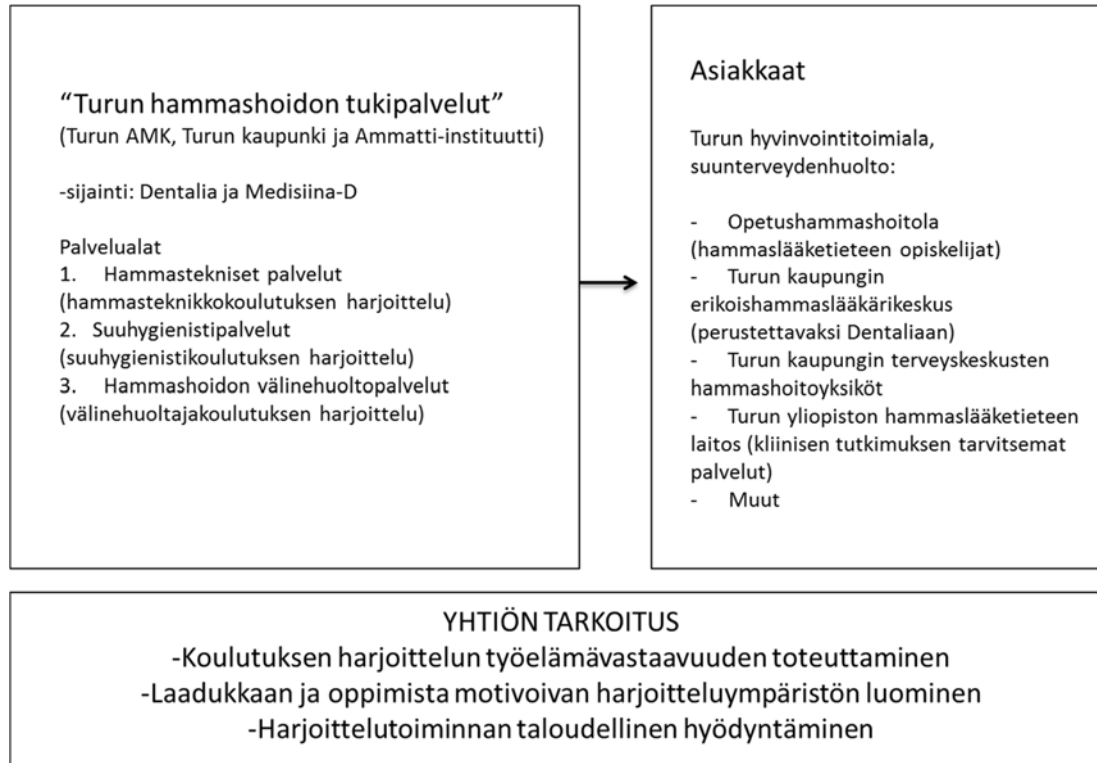 “Turun hammashoidon tukipalvelut”
(Turun AMK, Turun kaupunki ja Ammatti-instituutti)
-sijainti: Dentalia ja Medisiina-D
Palvelualat
1. Hammastekniset palvelut
(hammasteknikkokoulutuksen harjoittelu)
2. Suuhygienistipalvelut
(suuhygienistikoulutuksen harjoittelu)
3. Hammashoidon välinehuoltopalvelut
(välinehuoltajakoulutuksen harjoittelu)
Asiakkaat
Turun hyvinvointitoimiala,
suunterveydenhuolto:
- Opetushammashoitola
(hammaslääketieteen opiskelijat)
- Turun kaupungin
erikoishammaslääkärikeskus
(perustettavaksi Dentaliaan)
- Turun kaupungin terveyskeskusten
hammashoitoyksiköt
- Turun yliopiston hammaslääketieteen
laitos (kliinisen tutkimuksen tarvitsemat
palvelut)
- Muut
YHTIÖN TARKOITUS
-Koulutuksen harjoittelun työelämävastaavuuden toteuttaminen
-Laadukkaan ja oppimista motivoivan harjoitteluympäristön luominen
-Harjoittelutoiminnan taloudellinen hyödyntäminen